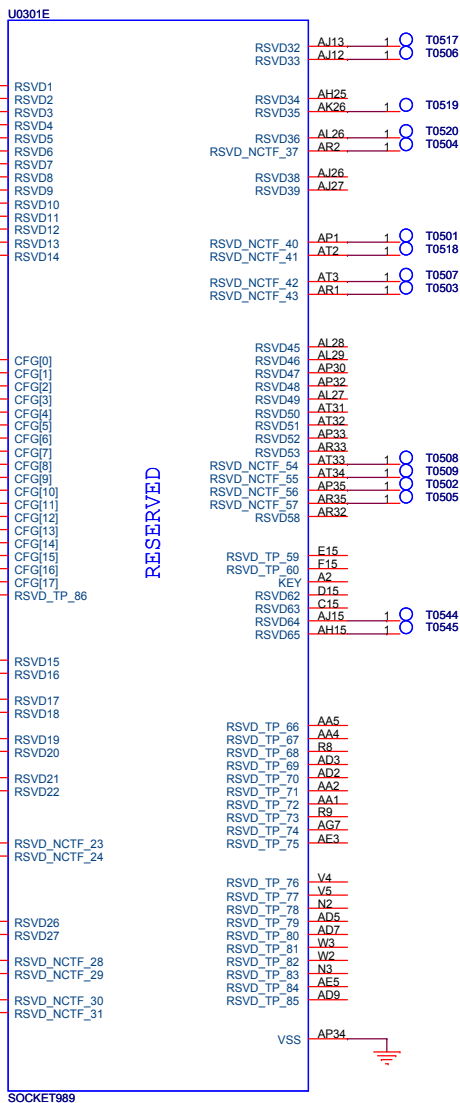 U0301E
RSVD32 AJ13 1 T0517
RSVD33 AJ12 1 T0506
RSVD1
RSVD2 RSVD34 AH25
RSVD3 RSVD35 AK26 1 T0519
RSVD4
RSVD5 RSVD36 AL26 1 T0520
RSVD6 RSVD_NCTF_37 AR2 1 T0504
RSVD7
RSVD8 RSVD38 AJ26
RSVD9 RSVD39 AJ27
RSVD10
RSVD11
RSVD12
RSVD13 RSVD_NCTF_40 AP1 1 T0501
RSVD14 RSVD_NCTF_41 AT2 1 T0518
RSVD_NCTF_42 AT3 1 T0507
RSVD_NCTF_43 AR1 1 T0503
RSVD45 AL28
CFG[0] RSVD46 AL29
CFG[1] RSVD47 AP30
CFG[2] RSVD48 AP32
CFG[3] RSVD49 AL27
CFG[4] RSVD50 AT31
CFG[5] RSVD51 AT32
CFG[6] RSVD52 AP33
CFG[7] RSVD53 AR33
CFG[8] RSVD_NCTF_54 AT33 1 T0508
CFG[9] RSVD_NCTF_55 AT34 1 T0509
CFG[10] RSVD_NCTF_56 AP35 1 T0502
CFG[11] RSVD_NCTF_57 AR35 1 T0505
CFG[12] RSVD58 AR32
CFG[13]
CFG[14]
CFG[15] RSVD_TP_59 E15
CFG[16] RSVD_TP_60 F15
CFG[17] KEY A2
RSVD_TP_86 RSVD62 D15
RSVD63 C15
RSVD64 AJ15 1 T0544
RSVD65 AH15 1 T0545
RESERVED
RSVD15
RSVD16
RSVD17
RSVD18
RSVD_TP_66 AA5
RSVD19 RSVD_TP_67 AA4
RSVD20 RSVD_TP_68 R8
RSVD_TP_69 AD3
RSVD21 RSVD_TP_70 AD2
RSVD22 RSVD_TP_71 AA2
RSVD_TP_72 AA1
RSVD_TP_73 R9
RSVD_TP_74 AG7
RSVD_NCTF_23 RSVD_TP_75 AE3
RSVD_NCTF_24
RSVD_TP_76 V4
RSVD_TP_77 V5
RSVD_TP_78 N2
RSVD26 RSVD_TP_79 AD5
RSVD27 RSVD_TP_80 AD7
RSVD_TP_81 W3
RSVD_NCTF_28 RSVD_TP_82 W2
RSVD_NCTF_29 RSVD_TP_83 N3
RSVD_TP_84 AE5
RSVD_NCTF_30 RSVD_TP_85 AD9
RSVD_NCTF_31
VSS AP34
SOCKET989